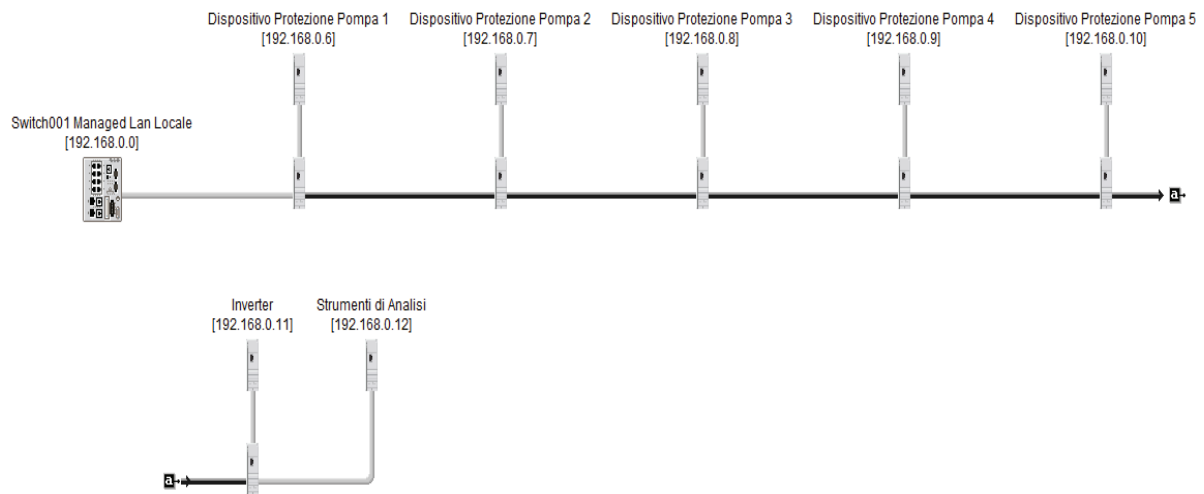 Dispositivo Protezione Pompa 1
[192.168.0.6]
Dispositivo Protezione Pompa 2
[192.168.0.7]
Dispositivo Protezione Pompa 3
[192.168.0.8]
Dispositivo Protezione Pompa 4
[192.168.0.9]
Dispositivo Protezione Pompa 5
[192.168.0.10]
Switch001 Managed Lan Locale
[192.168.0.0]
a
Inverter
[192.168.0.11]
Strumenti di Analisi
[192.168.0.12]
a